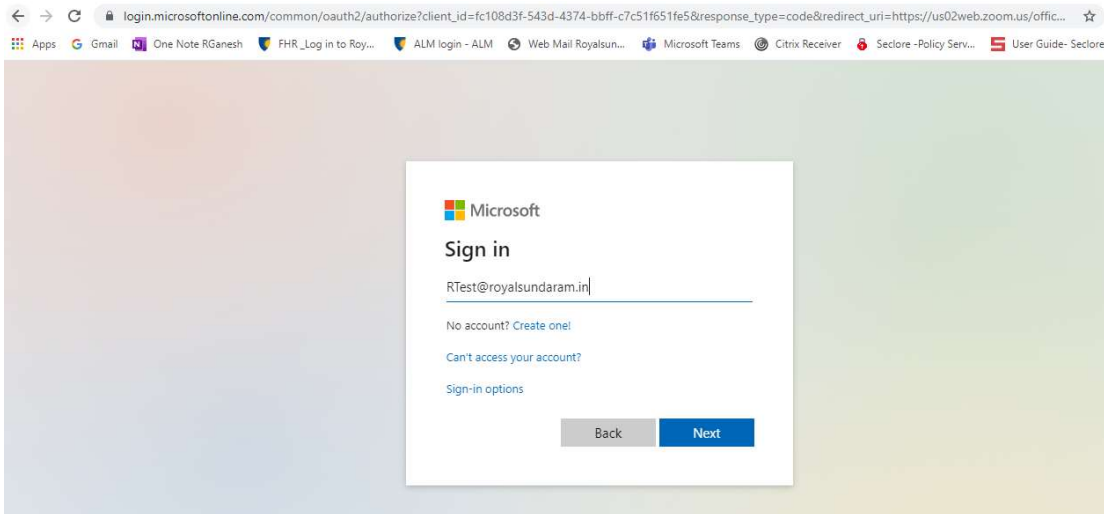 login.microsoftonline.com/common/oauth2/authorize?client_id=fc108d3f-543d-4374-bbff-c7c51f651fe5&response_type=code&redirect_uri=https://us02web.zoom.us/offic...
Apps Gmail One Note RGanesh FHR _Log in to Roy... ALM login - ALM Web Mail Royalsun... Microsoft Teams Citrix Receiver Seclore -Policy Serv... User Guide- Seclore
Microsoft
Sign in
RTest@royalsundaram.in
No account? Create one!
Can't access your account?
Sign-in options
Back Next